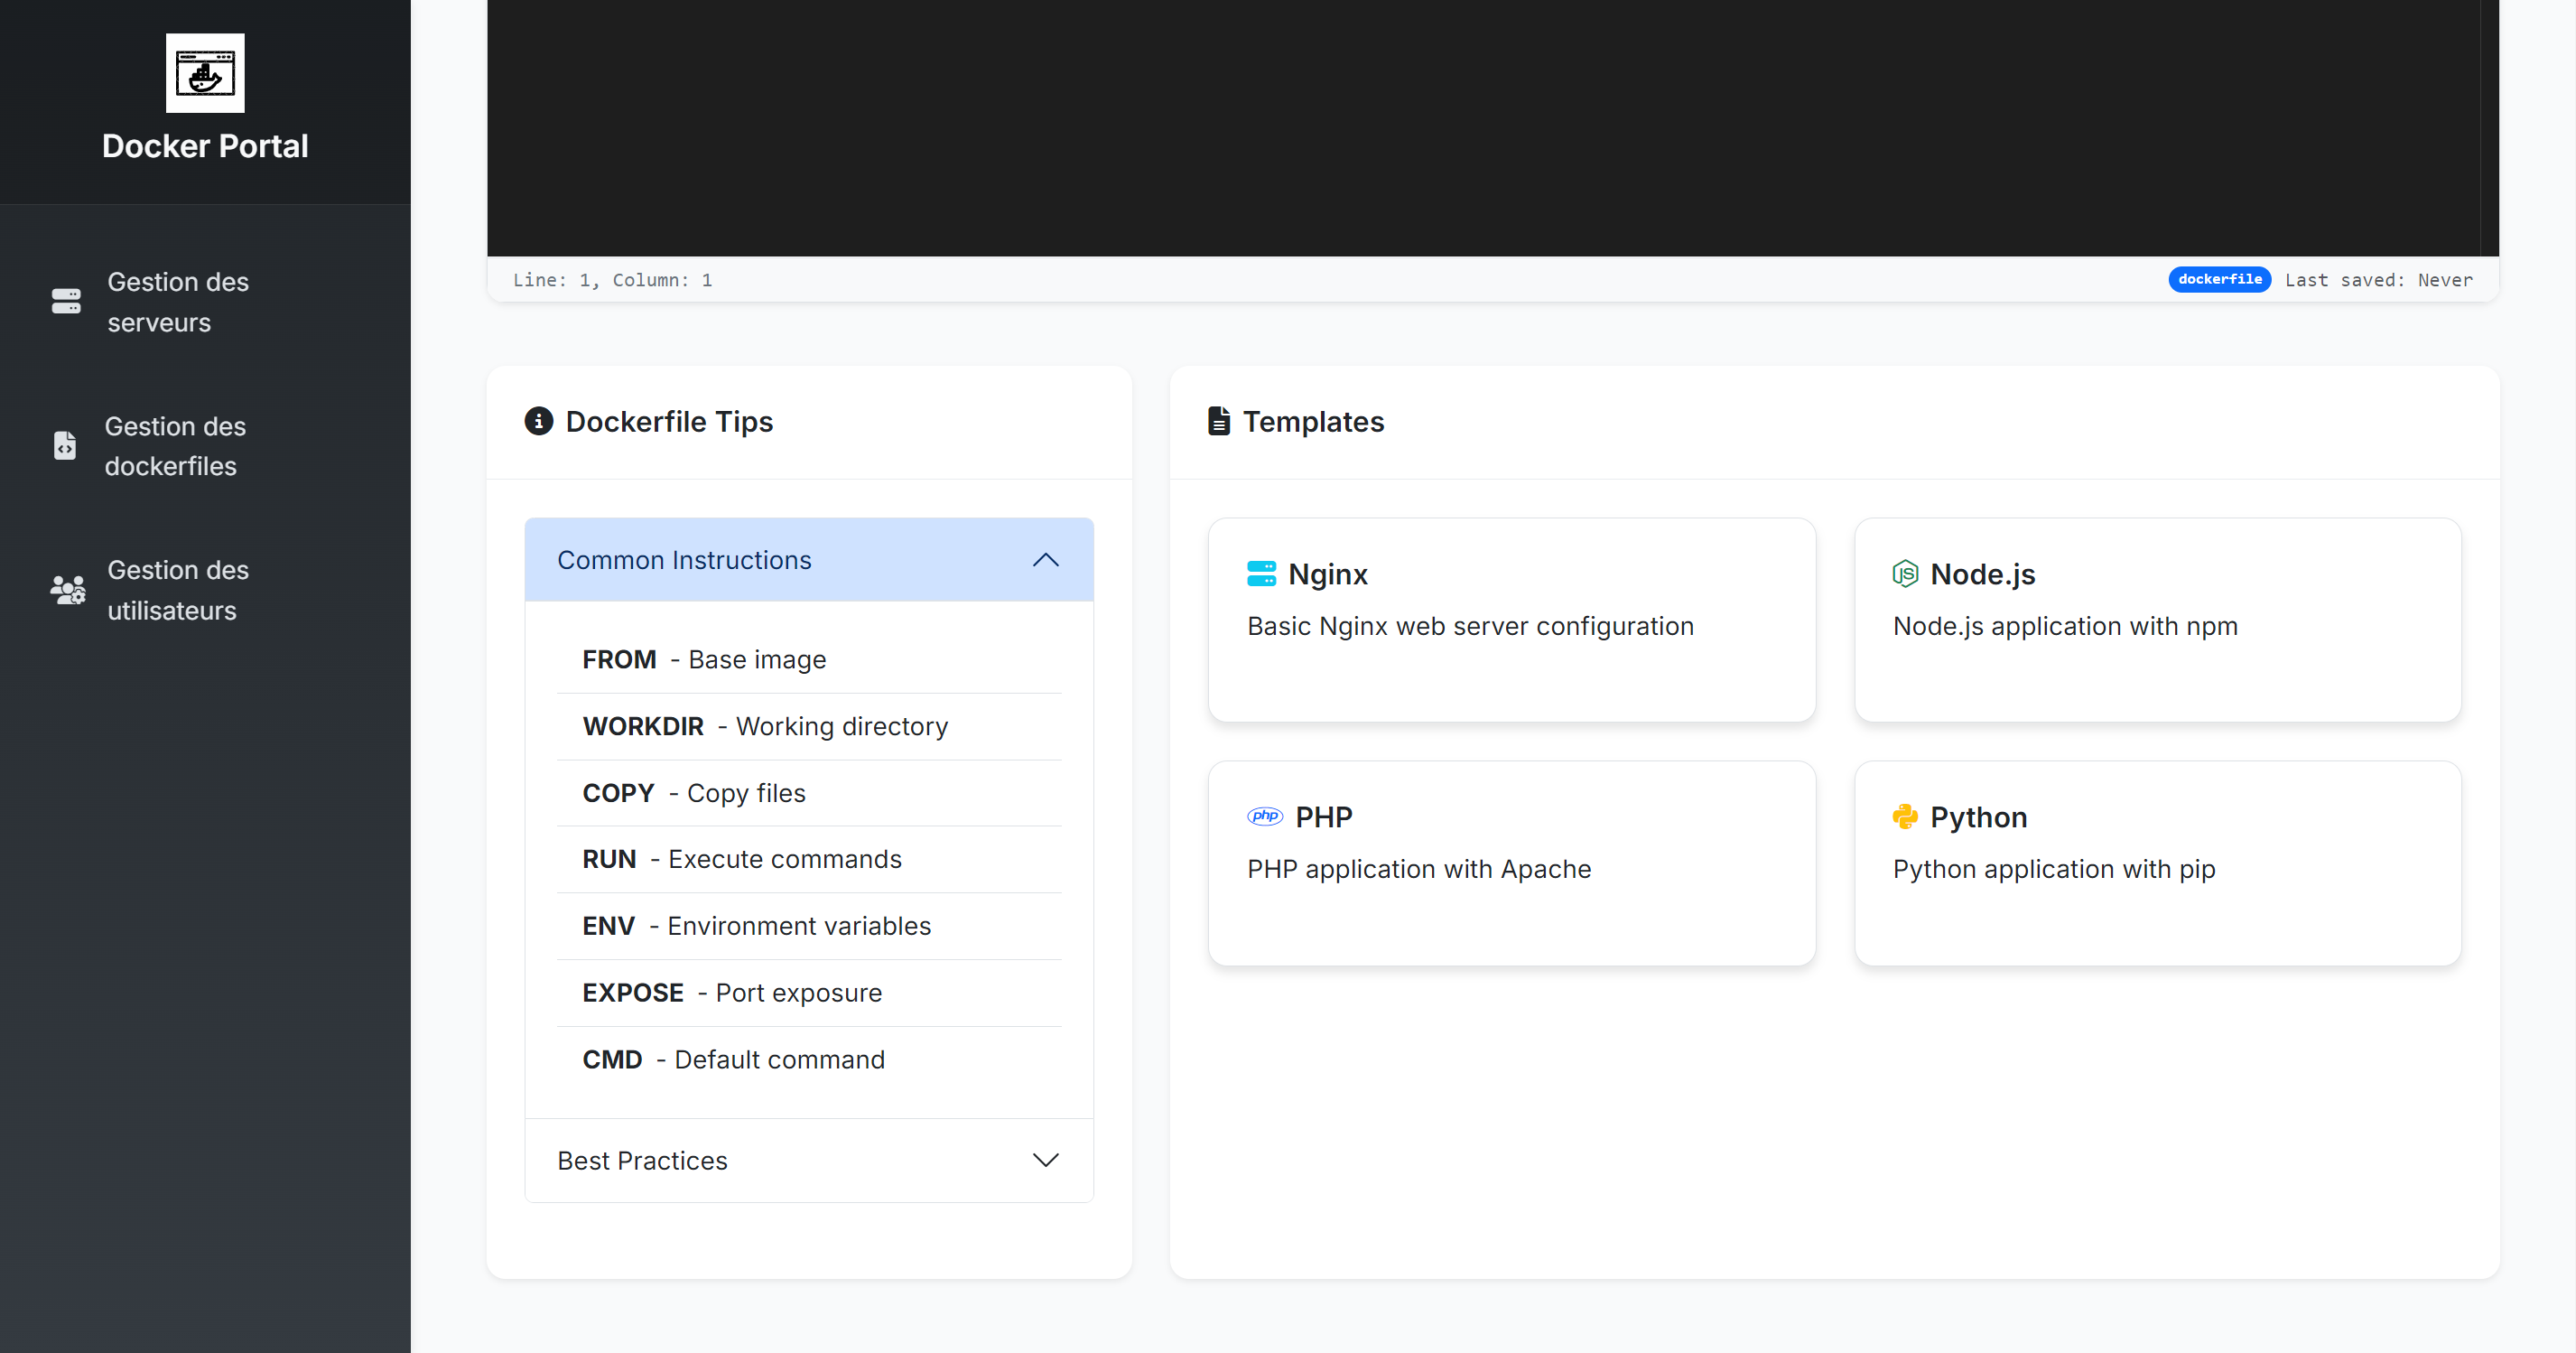 Docker Portal
Gestion des
serveurs
Gestion des
dockerfiles
Gestion des
utilisateurs
Line: 1, Column: 1
dockerfile Last saved: Never
Dockerfile Tips
Common Instructions
FROM - Base image
WORKDIR - Working directory
COPY - Copy files
RUN - Execute commands
ENV - Environment variables
EXPOSE - Port exposure
CMD - Default command
Best Practices
Templates
Nginx
Basic Nginx web server configuration
JS Node.js
Node.js application with npm
php PHP
PHP application with Apache
Python
Python application with pip